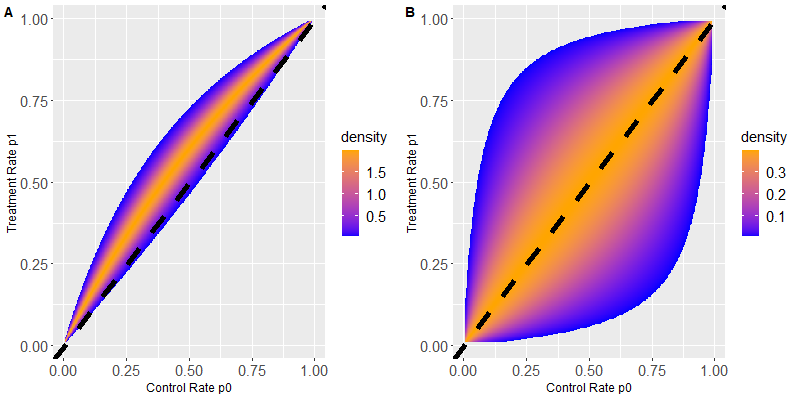 A
Treatment Rate p1
1.00
0.75
0.50
0.25
0.00
0.00 0.25 0.50 0.75 1.00
Control Rate p0
density
1.5
1.0
0.5
B
Treatment Rate p1
1.00
0.75
0.50
0.25
0.00
0.00 0.25 0.50 0.75 1.00
Control Rate p0
density
0.3
0.2
0.1